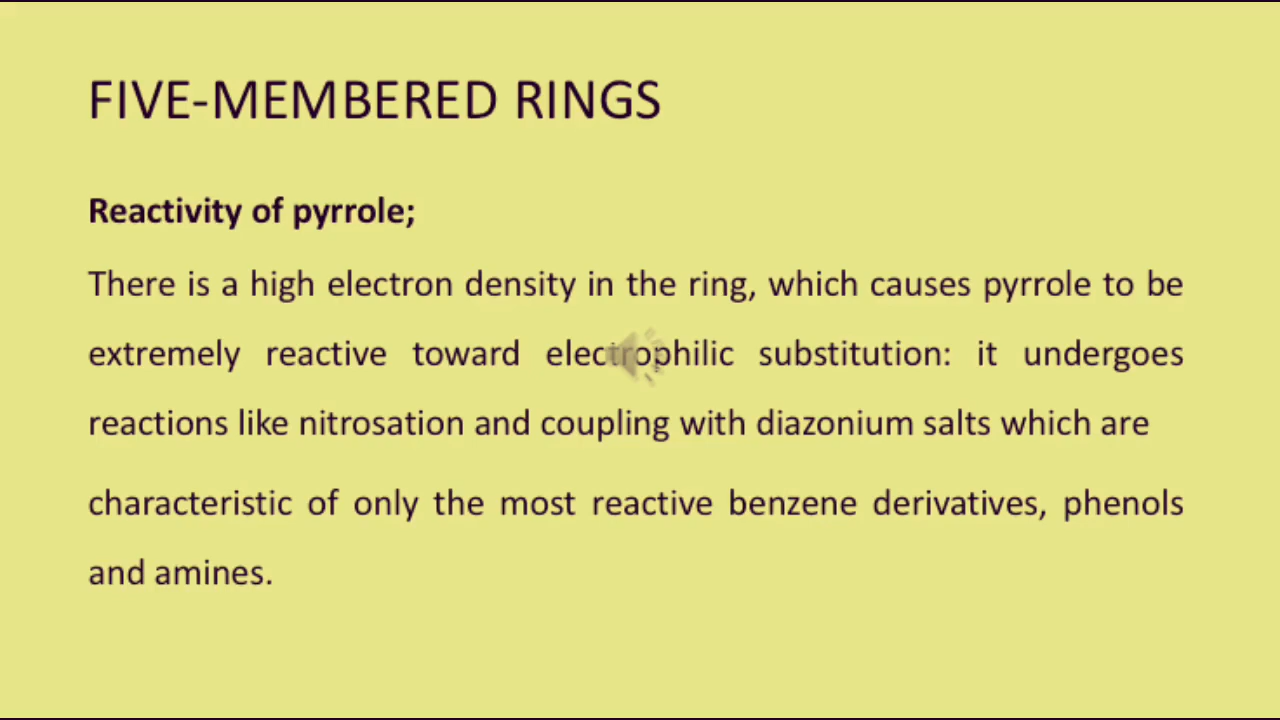 FIVE-MEMBERED RINGS
Reactivity of pyrrole;
There is a high electron density in the ring, which causes pyrrole to be
extremely reactive toward electrophilic substitution: it undergoes
reactions like nitrosation and coupling with diazonium salts which are
characteristic of only the most reactive benzene derivatives, phenols
and amines.